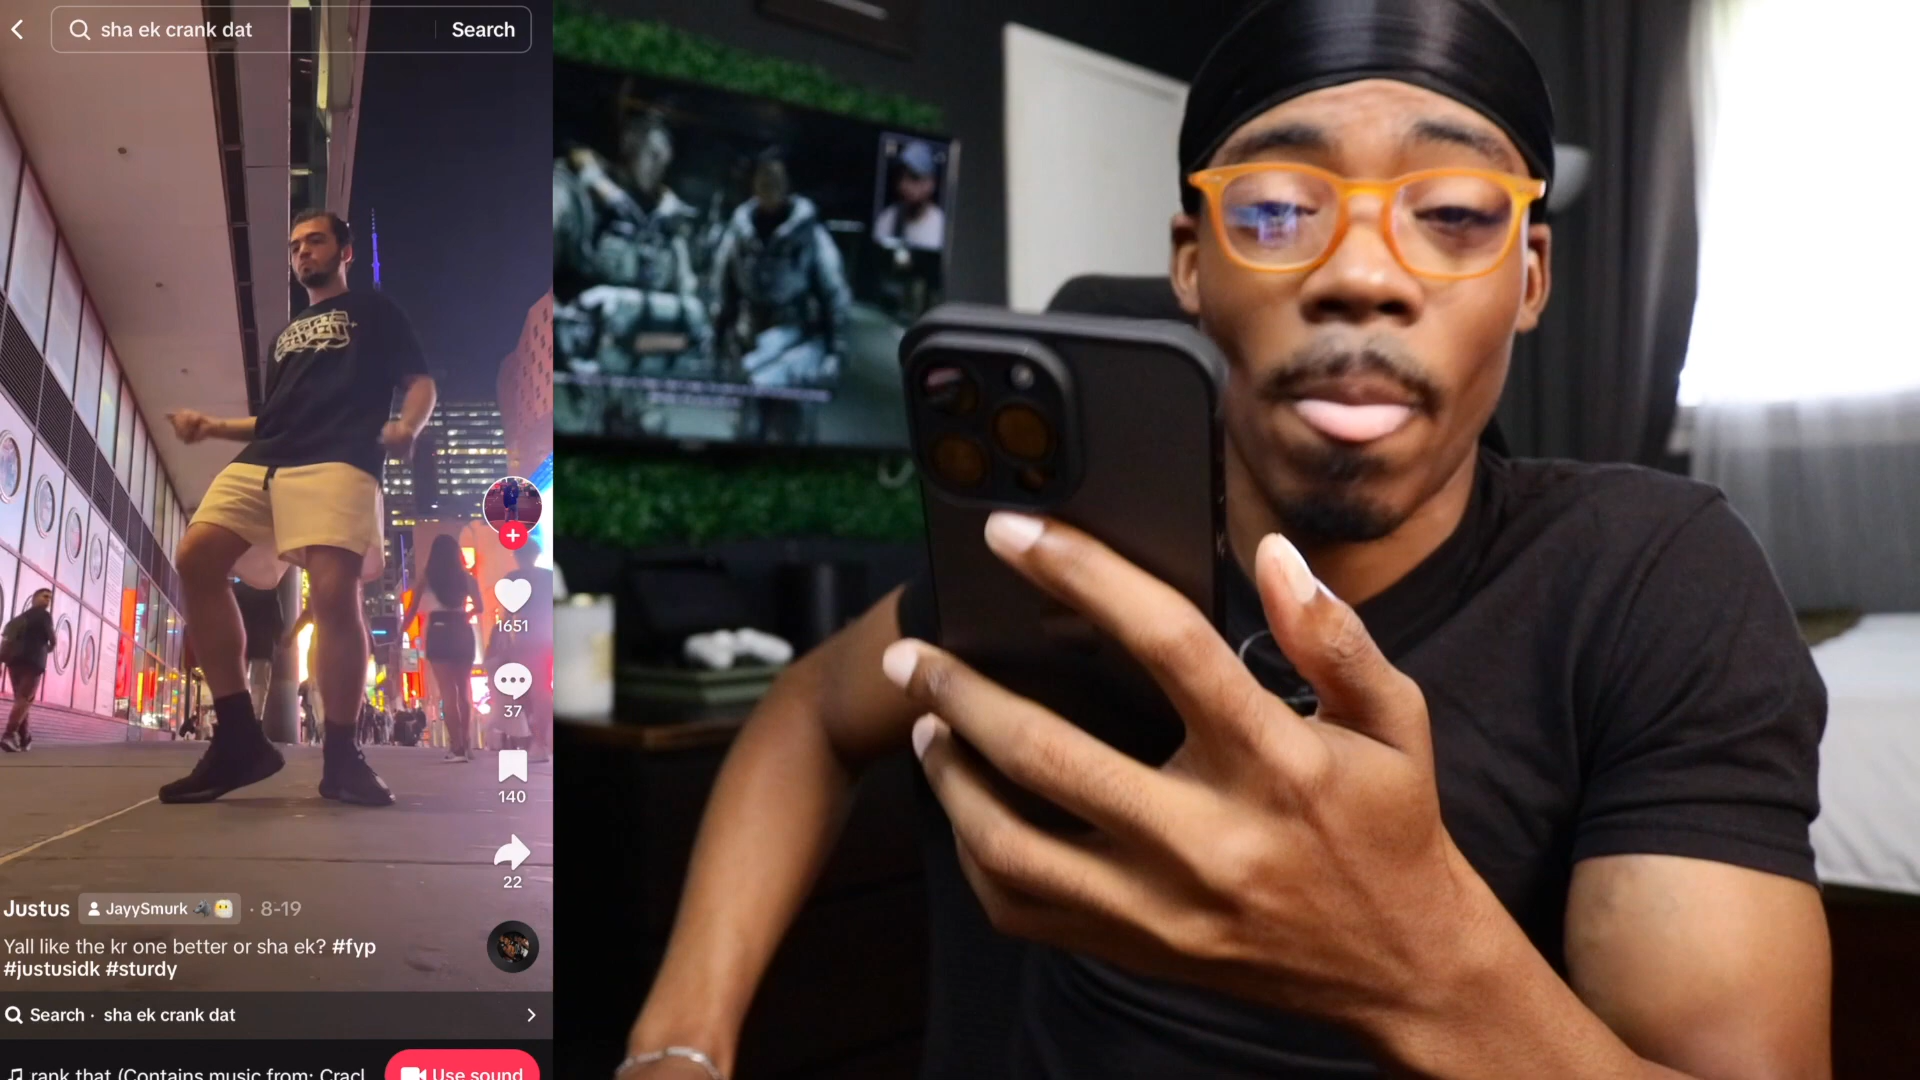 sha ek crank dat
Search
1651
37
140
22
Justus JayySmurk · 8-19
Yall like the kr one better or sha ek? #fyp
#justusidk #sturdy
Search · sha ek crank dat
rank that (Contains music from: Crac
Use sound